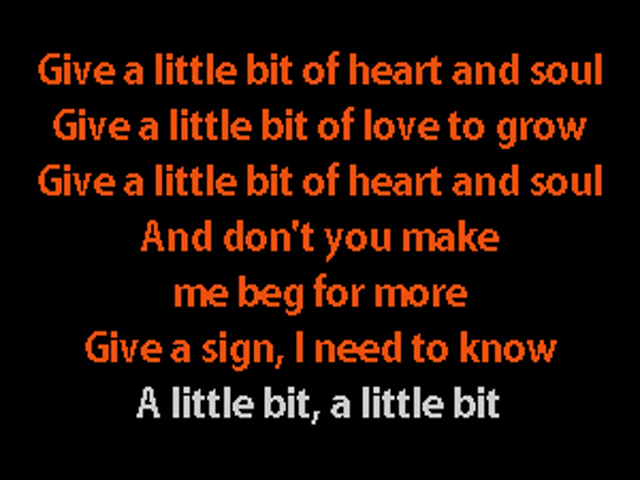 Give a little bit of heart and soul
Give a little bit of love to grow
Give a little bit of heart and soul
And don't you make
me beg for more
Give a sign, I need to know
A little bit, a little bit